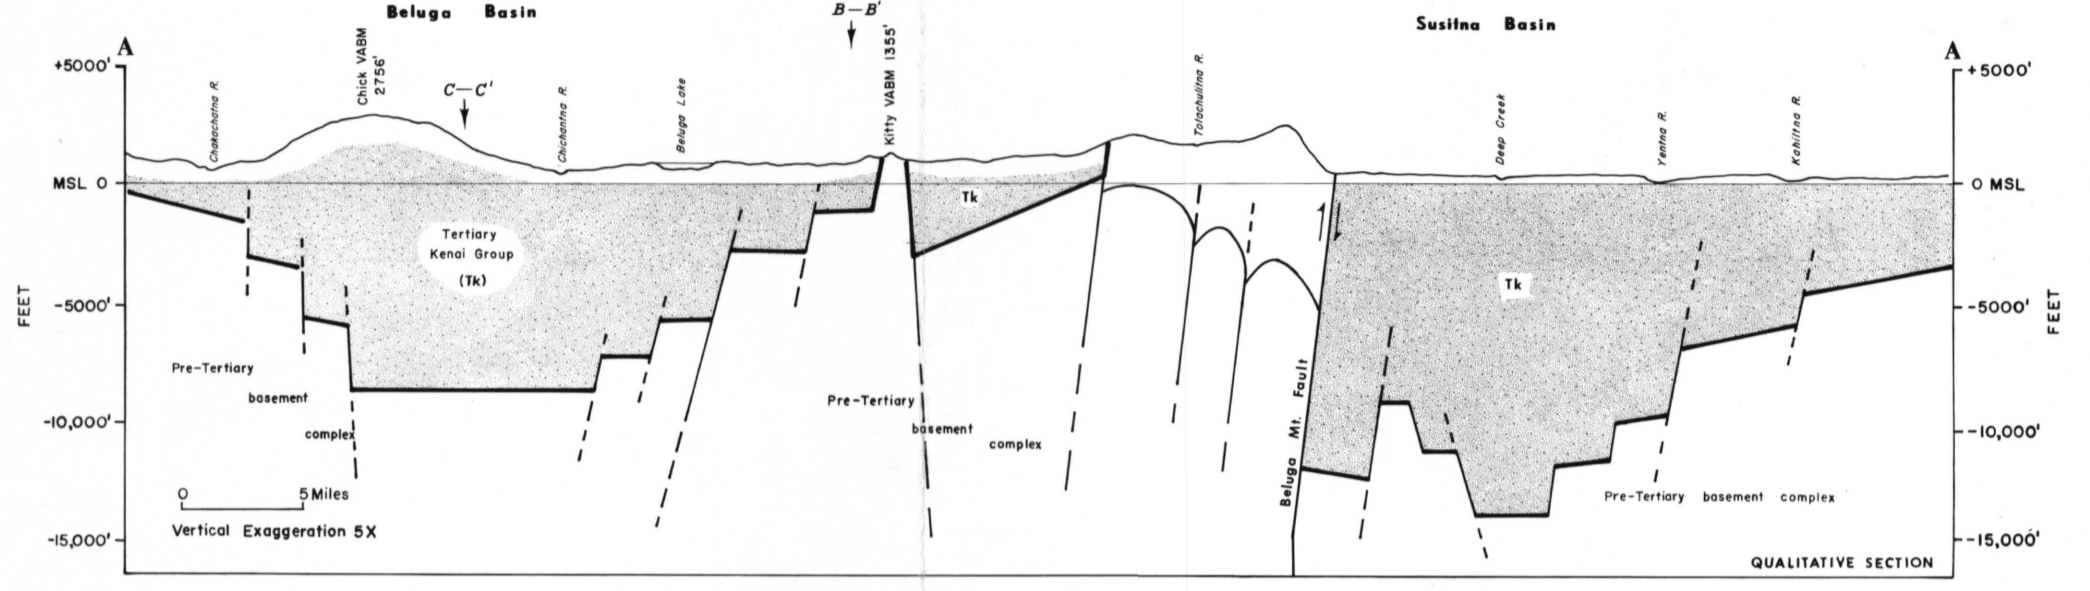 Beluga Basin
B—B'
Susitna Basin
A
A
+5000'
+5000'
Chakachatna R.
Chick VABM
2756'
C—C'
Chichantna R.
Beluga Lake
Kitty VABM 1355'
Talachulitna R.
Deep Creek
Yentna R.
Kahiltna R.
MSL 0
0 MSL
Tk
Tertiary
Kenai Group
(Tk)
Tk
FEET
FEET
-5000'
-5000'
Pre-Tertiary
basement
complex
Pre-Tertiary
basement
complex
Beluga Mt. Fault
-10,000'
-10,000'
0 5 Miles
Vertical Exaggeration 5X
Pre-Tertiary basement complex
-15,000'
-15,000'
QUALITATIVE SECTION